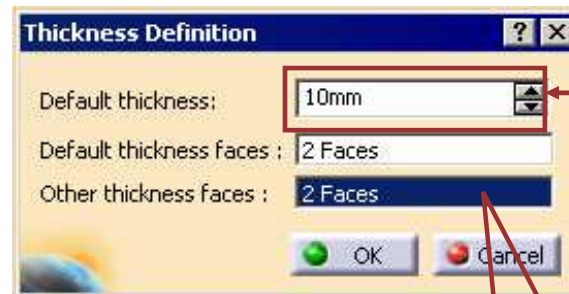 Thickness Definition ? X
Default thickness: 10mm
Default thickness faces : 2 Faces
Other thickness faces : 2 Faces
OK Cancel